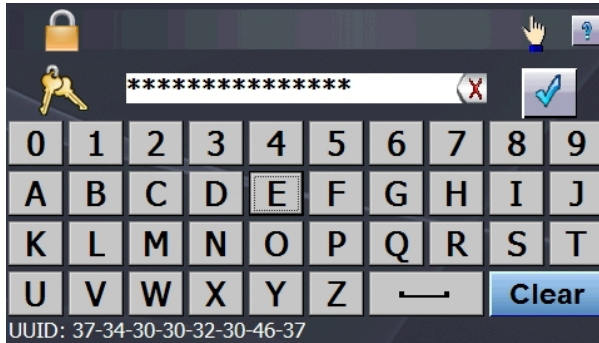 ?
*************** X
0 1 2 3 4 5 6 7 8 9
A B C D E F G H I J
K L M N O P Q R S T
U V W X Y Z Clear
UUID: 37-34-30-30-32-30-46-37